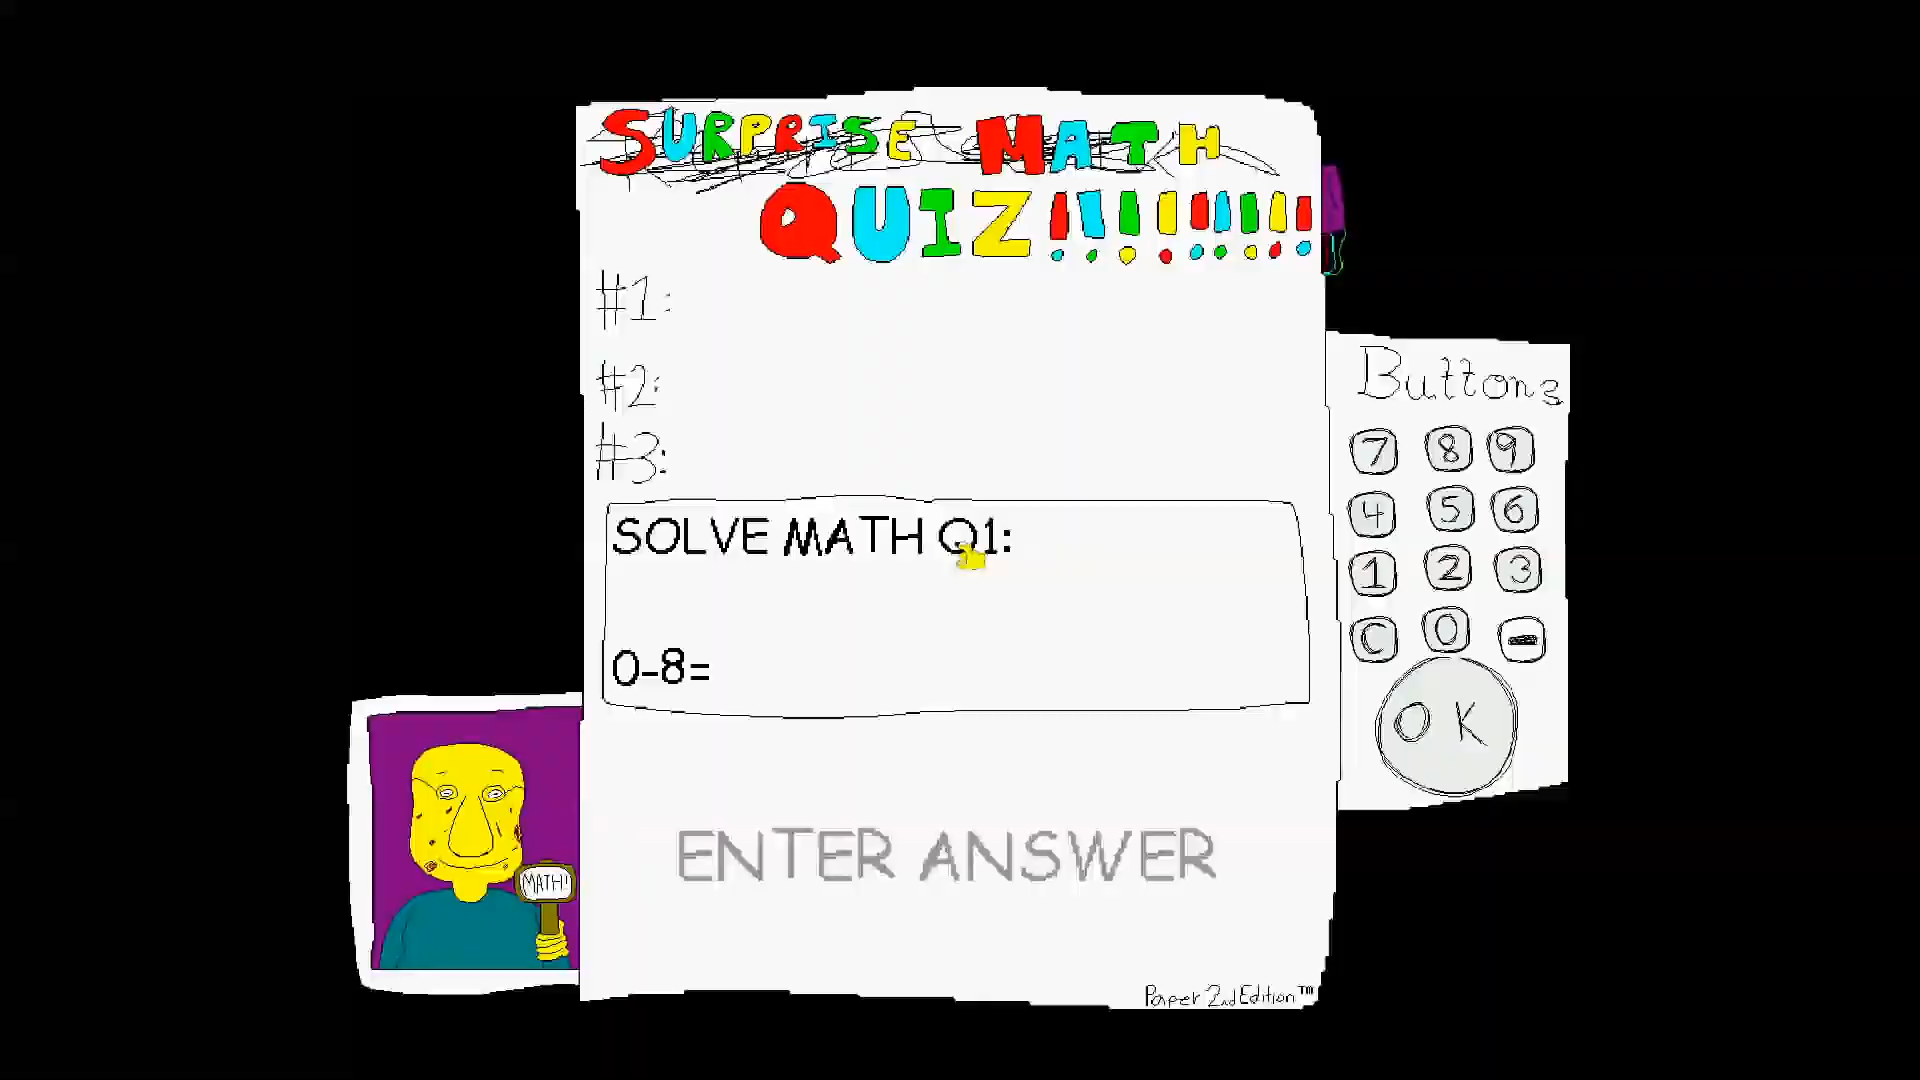 SURPRISE MATH
QUIZ!!!!!!!!!
#1:
#2:
#3:
SOLVE MATH Q1:
0-8=
ENTER ANSWER
MATH!
Paper 2nd Edition™
Buttons
7 8 9
4 5 6
1 2 3
C 0 -
OK